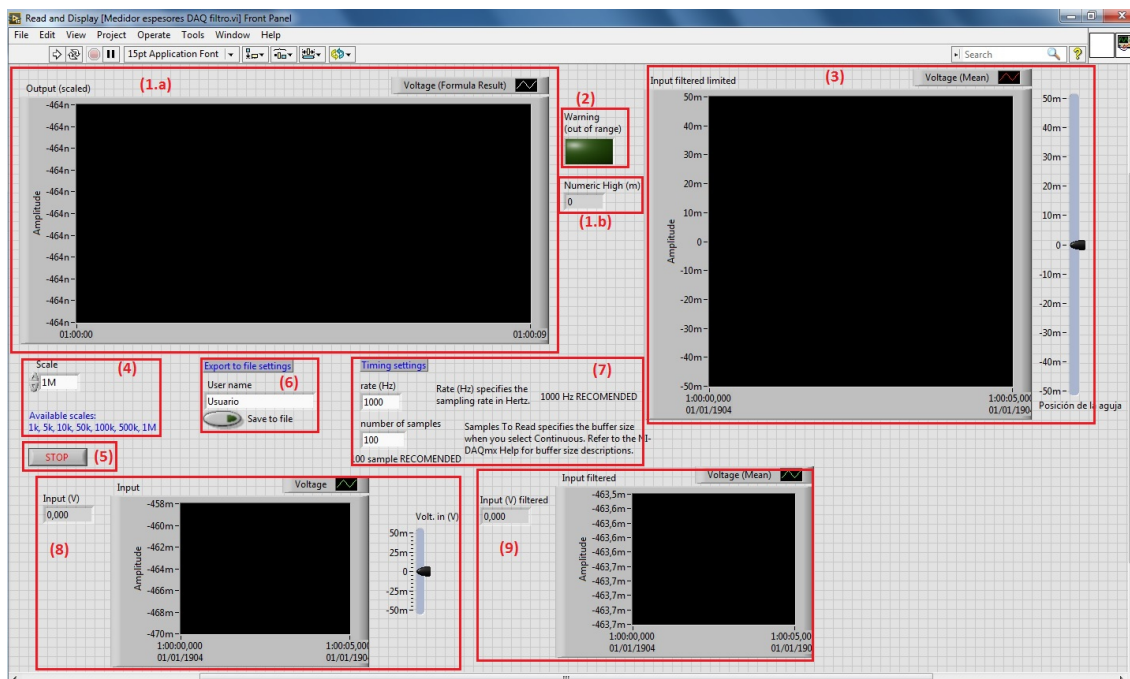 Read and Display [Medidor espesores DAQ filtro.vi] Front Panel
File Edit View Project Operate Tools Window Help
15pt Application Font
Search
(1.a)
Output (scaled)
Voltage (Formula Result)
-464n
-464n
-464n
-464n
-464n
-464n
-464n
-464n
-464n
-464n
-464n
Amplitude
01:00:00
01:00:09
(2)
Warning
(out of range)
Numeric High (m)
0
(1.b)
(3)
Input filtered limited
Voltage (Mean)
50m
40m
30m
20m
10m
0
-10m
-20m
-30m
-40m
-50m
Amplitude
1:00:00,000
01/01/1904
1:00:05,00
01/01/190
50m
40m
30m
20m
10m
0
-10m
-20m
-30m
-40m
-50m
Posición de la aguja
Scale
(4)
1M
Available scales:
1k, 5k, 10k, 50k, 100k, 500k, 1M
STOP
(5)
Export to file settings
User name
(6)
Usuario
Save to file
Timing settings
(7)
rate (Hz)
1000
Rate (Hz) specifies the
sampling rate in Hertz.
1000 Hz RECOMENDED
number of samples
100
Samples To Read specifies the buffer size
when you select Continuous. Refer to the NI-
DAQmx Help for buffer size descriptions.
100 sample RECOMENDED
Input (V)
0,000
(8)
Input
Voltage
-458m
-460m
-462m
-464m
-466m
-468m
-470m
Amplitude
1:00:00,000
01/01/1904
1:00:05,00
01/01/190
Volt. in (V)
50m
25m
0
-25m
-50m
Input (V) filtered
0,000
(9)
Input filtered
Voltage (Mean)
-463,5m
-463,6m
-463,6m
-463,6m
-463,6m
-463,7m
-463,7m
-463,7m
-463,7m
-463,7m
Amplitude
1:00:00,000
01/01/1904
1:00:05,00
01/01/190